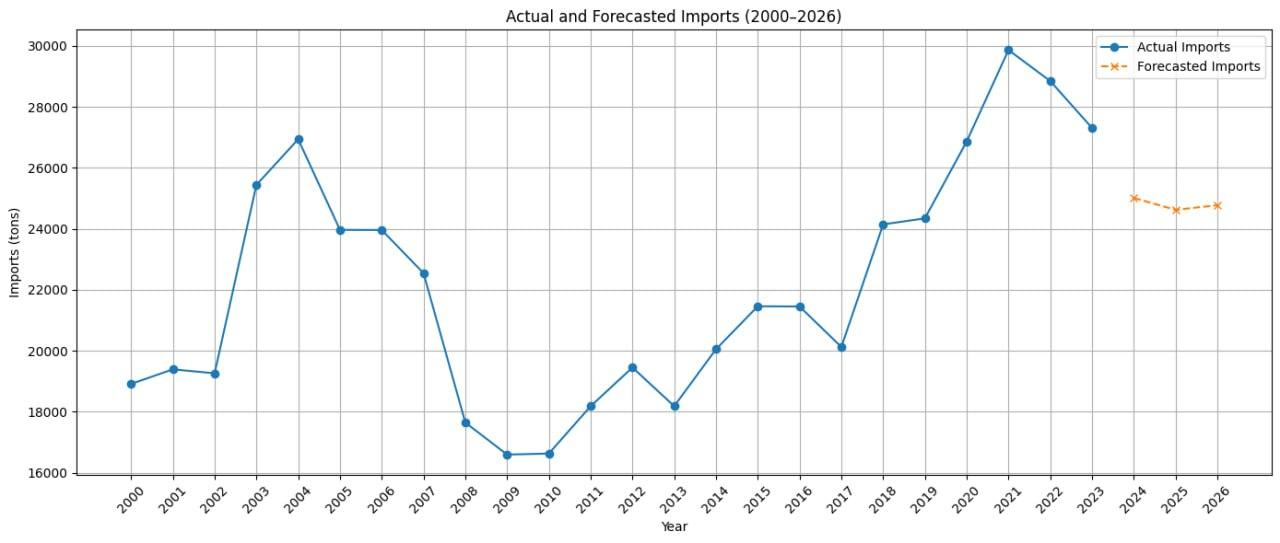 Actual and Forecasted Imports (2000–2026)
Actual Imports
Forecasted Imports
Imports (tons)
30000
28000
26000
24000
22000
20000
18000
16000
2000 2001 2002 2003 2004 2005 2006 2007 2008 2009 2010 2011 2012 2013 2014 2015 2016 2017 2018 2019 2020 2021 2022 2023 2024 2025 2026
Year